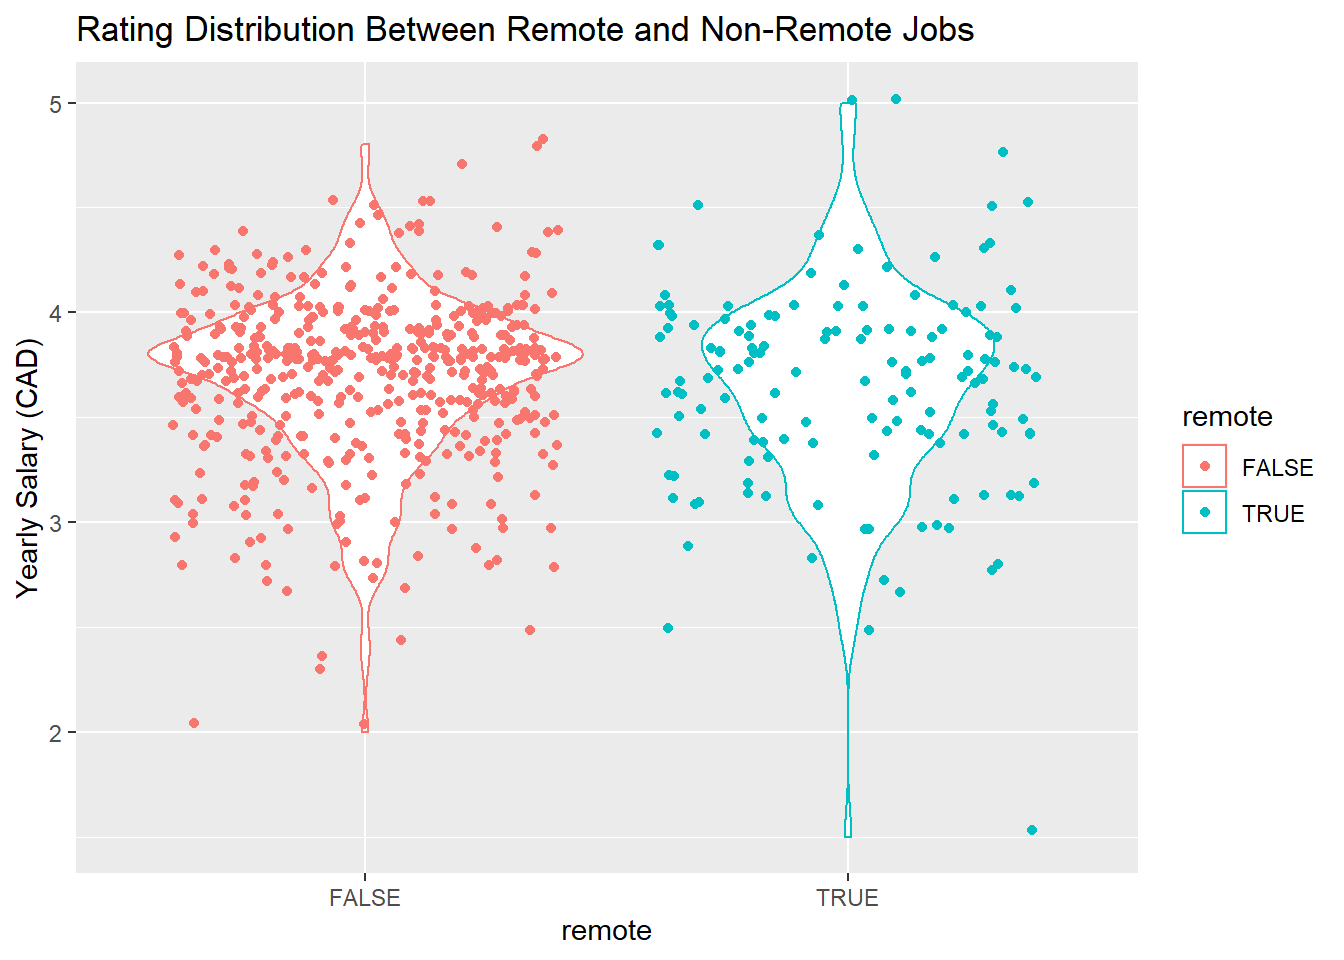 Rating Distribution Between Remote and Non-Remote Jobs
Yearly Salary (CAD)
5
4
3
2
FALSE
TRUE
remote
remote
FALSE
TRUE